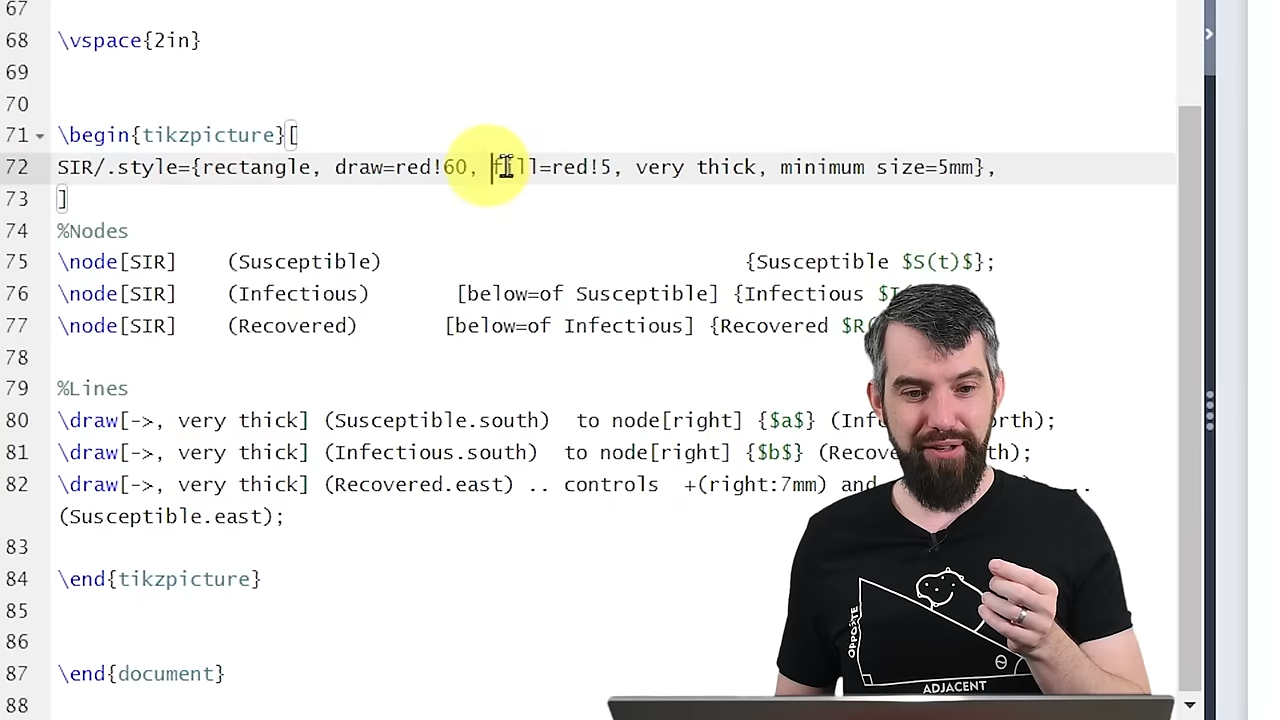 67
68 \vspace{2in}
69
70
71 \begin{tikzpicture}[
72 SIR/.style={rectangle, draw=red!60, fill=red!5, very thick, minimum size=5mm},
73 ]
74 %Nodes
75 \node[SIR] (Susceptible) {Susceptible $S(t)$};
76 \node[SIR] (Infectious) [below=of Susceptible] {Infectious
77 \node[SIR] (Recovered) [below=of Infectious] {Recovered
78
79 %Lines
80 \draw[->, very thick] (Susceptible.south) to node[right] {$a$}
81 \draw[->, very thick] (Infectious.south) to node[right] {$b$}
82 \draw[->, very thick] (Recovered.east) .. controls +(right:7mm) and ..
(Susceptible.east);
83
84 \end{tikzpicture}
85
86
87 \end{document}
88
OPPOSITE
θ
ADJACENT